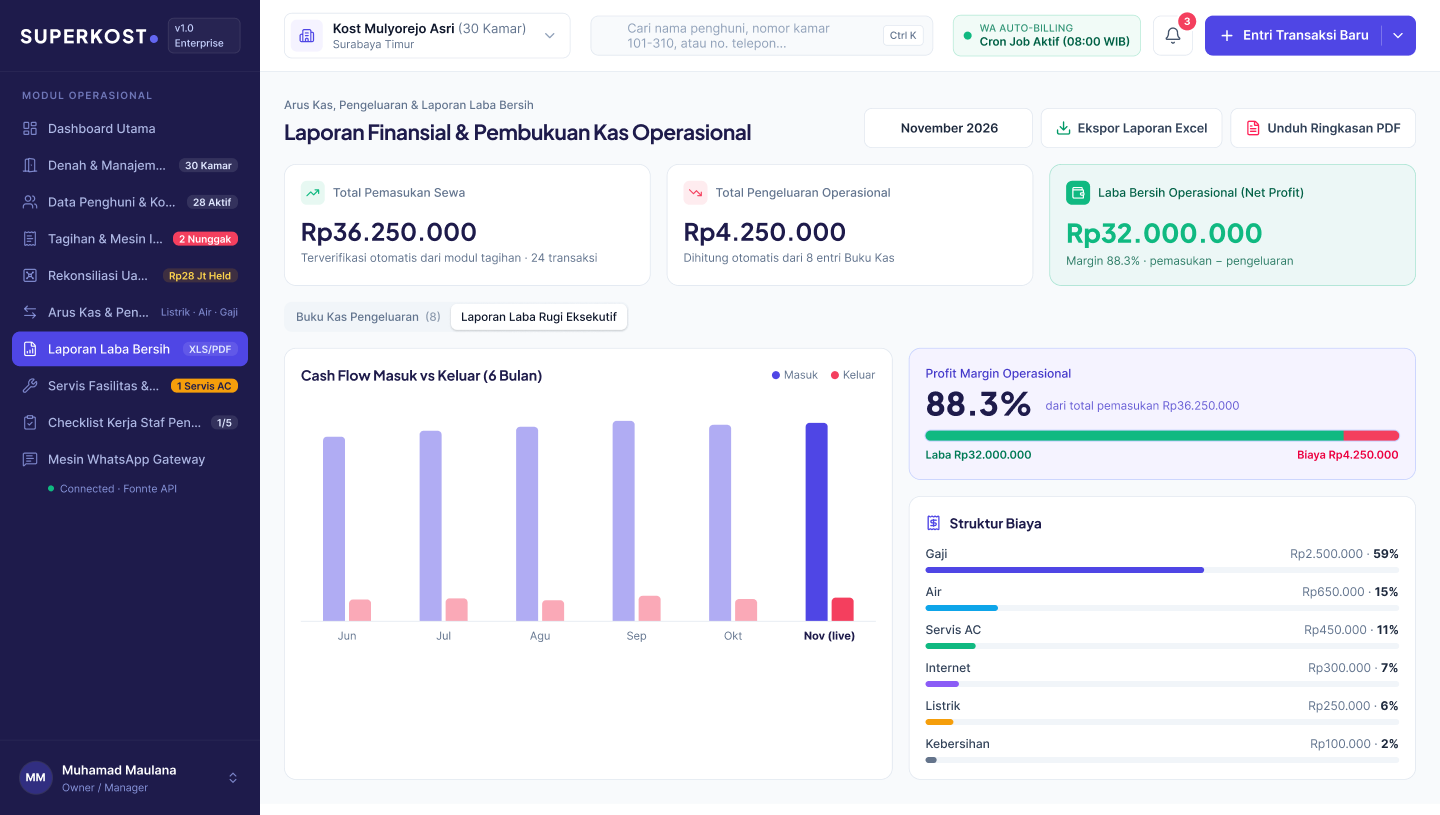 SUPERKOST
v1.0
Enterprise
Kost Mulyorejo Asri (30 Kamar)
Surabaya Timur
Cari nama penghuni, nomor kamar
101-310, atau no. telepon...
Ctrl K
WA AUTO-BILLING
Cron Job Aktif (08:00 WIB)
3
Entri Transaksi Baru
MODUL OPERASIONAL
Dashboard Utama
Denah & Manajem... 30 Kamar
Data Penghuni & Ko... 28 Aktif
Tagihan & Mesin I... 2 Nunggak
Rekonsiliasi Ua... Rp28 Jt Held
Arus Kas & Pen... Listrik · Air · Gaji
Laporan Laba Bersih XLS/PDF
Servis Fasilitas &... 1 Servis AC
Checklist Kerja Staf Pen... 1/5
Mesin WhatsApp Gateway
Connected · Fonnte API
MM
Muhamad Maulana
Owner / Manager
Arus Kas, Pengeluaran & Laporan Laba Bersih
Laporan Finansial & Pembukuan Kas Operasional
November 2026
Ekspor Laporan Excel
Unduh Ringkasan PDF
Total Pemasukan Sewa
Rp36.250.000
Terverifikasi otomatis dari modul tagihan · 24 transaksi
Total Pengeluaran Operasional
Rp4.250.000
Dihitung otomatis dari 8 entri Buku Kas
Laba Bersih Operasional (Net Profit)
Rp32.000.000
Margin 88.3% · pemasukan − pengeluaran
Buku Kas Pengeluaran (8)
Laporan Laba Rugi Eksekutif
Cash Flow Masuk vs Keluar (6 Bulan)
Masuk Keluar
Jun Jul Agu Sep Okt Nov (live)
Profit Margin Operasional
88.3% dari total pemasukan Rp36.250.000
Laba Rp32.000.000 Biaya Rp4.250.000
Struktur Biaya
Gaji Rp2.500.000 · 59%
Air Rp650.000 · 15%
Servis AC Rp450.000 · 11%
Internet Rp300.000 · 7%
Listrik Rp250.000 · 6%
Kebersihan Rp100.000 · 2%